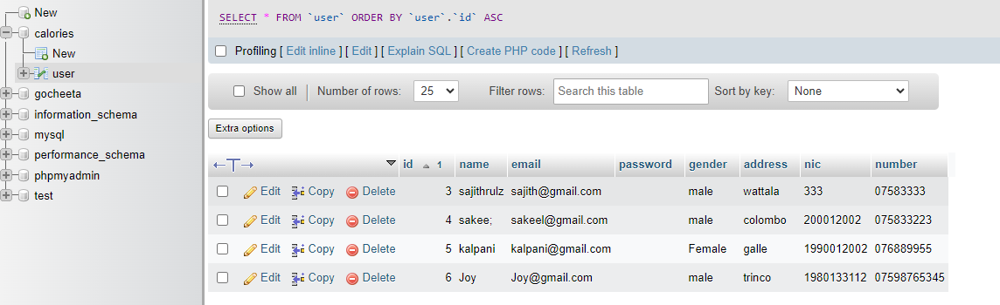 New
calories
New
user
gocheeta
information_schema
mysql
performance_schema
phpmyadmin
test
SELECT * FROM `user` ORDER BY `user`.`id` ASC
Profiling [ Edit inline ] [ Edit ] [ Explain SQL ] [ Create PHP code ] [ Refresh ]
Show all Number of rows: 25 Filter rows: Search this table Sort by key: None
Extra options
←T→ id 1 name email password gender address nic number
Edit Copy Delete 3 sajithrulz sajith@gmail.com male wattala 333 07583333
Edit Copy Delete 4 sakee; sakeel@gmail.com male colombo 200012002 075833223
Edit Copy Delete 5 kalpani kalpani@gmail.com Female galle 1990012002 076889955
Edit Copy Delete 6 Joy Joy@gmail.com male trinco 1980133112 07598765345